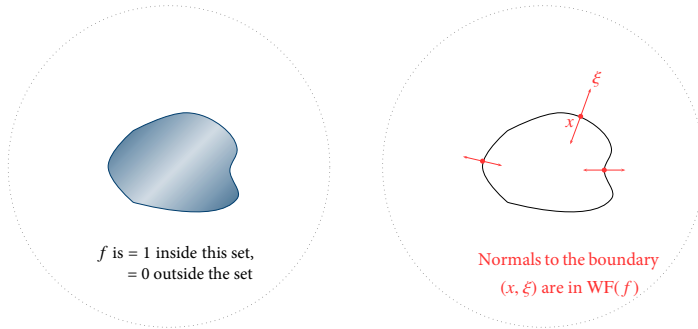 ξ
x
f is = 1 inside this set,
= 0 outside the set
Normals to the boundary
(x, ξ) are in WF(f)